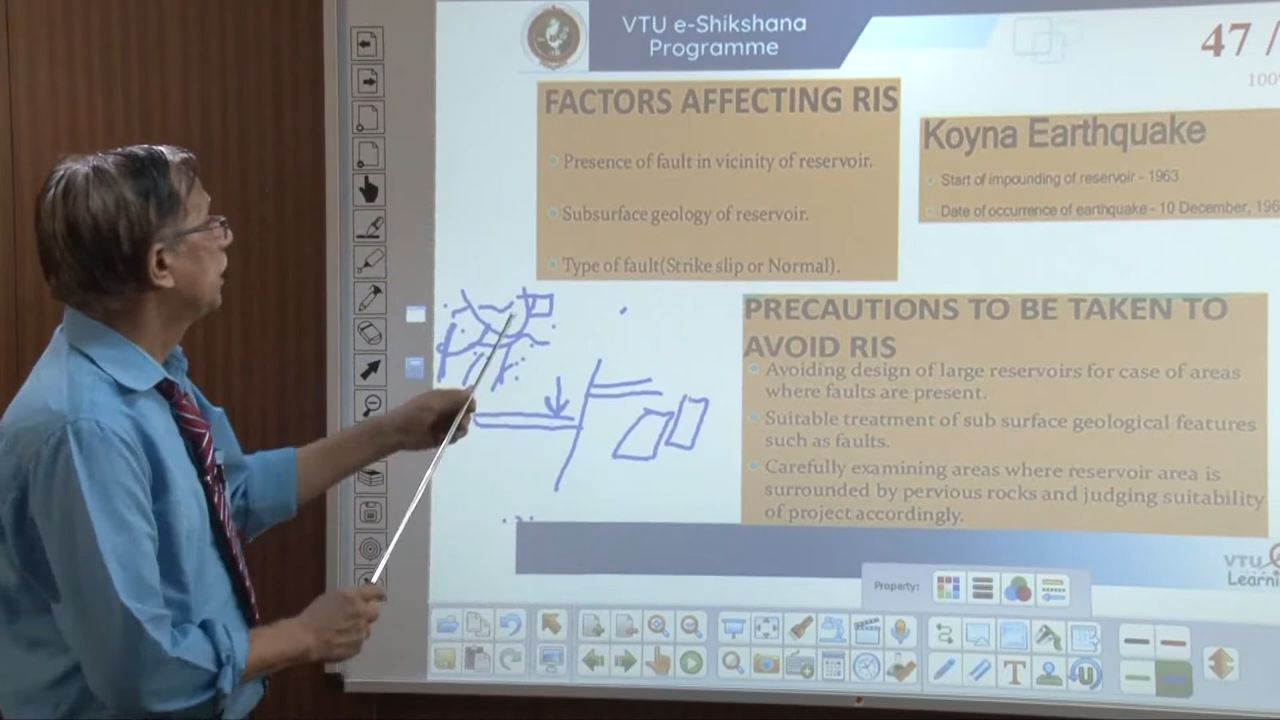 VTU e-Shikshana
Programme
47 /
100%
FACTORS AFFECTING RIS
Presence of fault in vicinity of reservoir.
Subsurface geology of reservoir.
Type of fault(Strike slip or Normal).
Koyna Earthquake
Start of impounding of reservoir - 1963
Date of occurrence of earthquake - 10 December, 196
PRECAUTIONS TO BE TAKEN TO
AVOID RIS
Avoiding design of large reservoirs for case of areas
where faults are present.
Suitable treatment of sub surface geological features
such as faults.
Carefully examining areas where reservoir area is
surrounded by pervious rocks and judging suitability
of project accordingly.
VTU
Learni
Property: